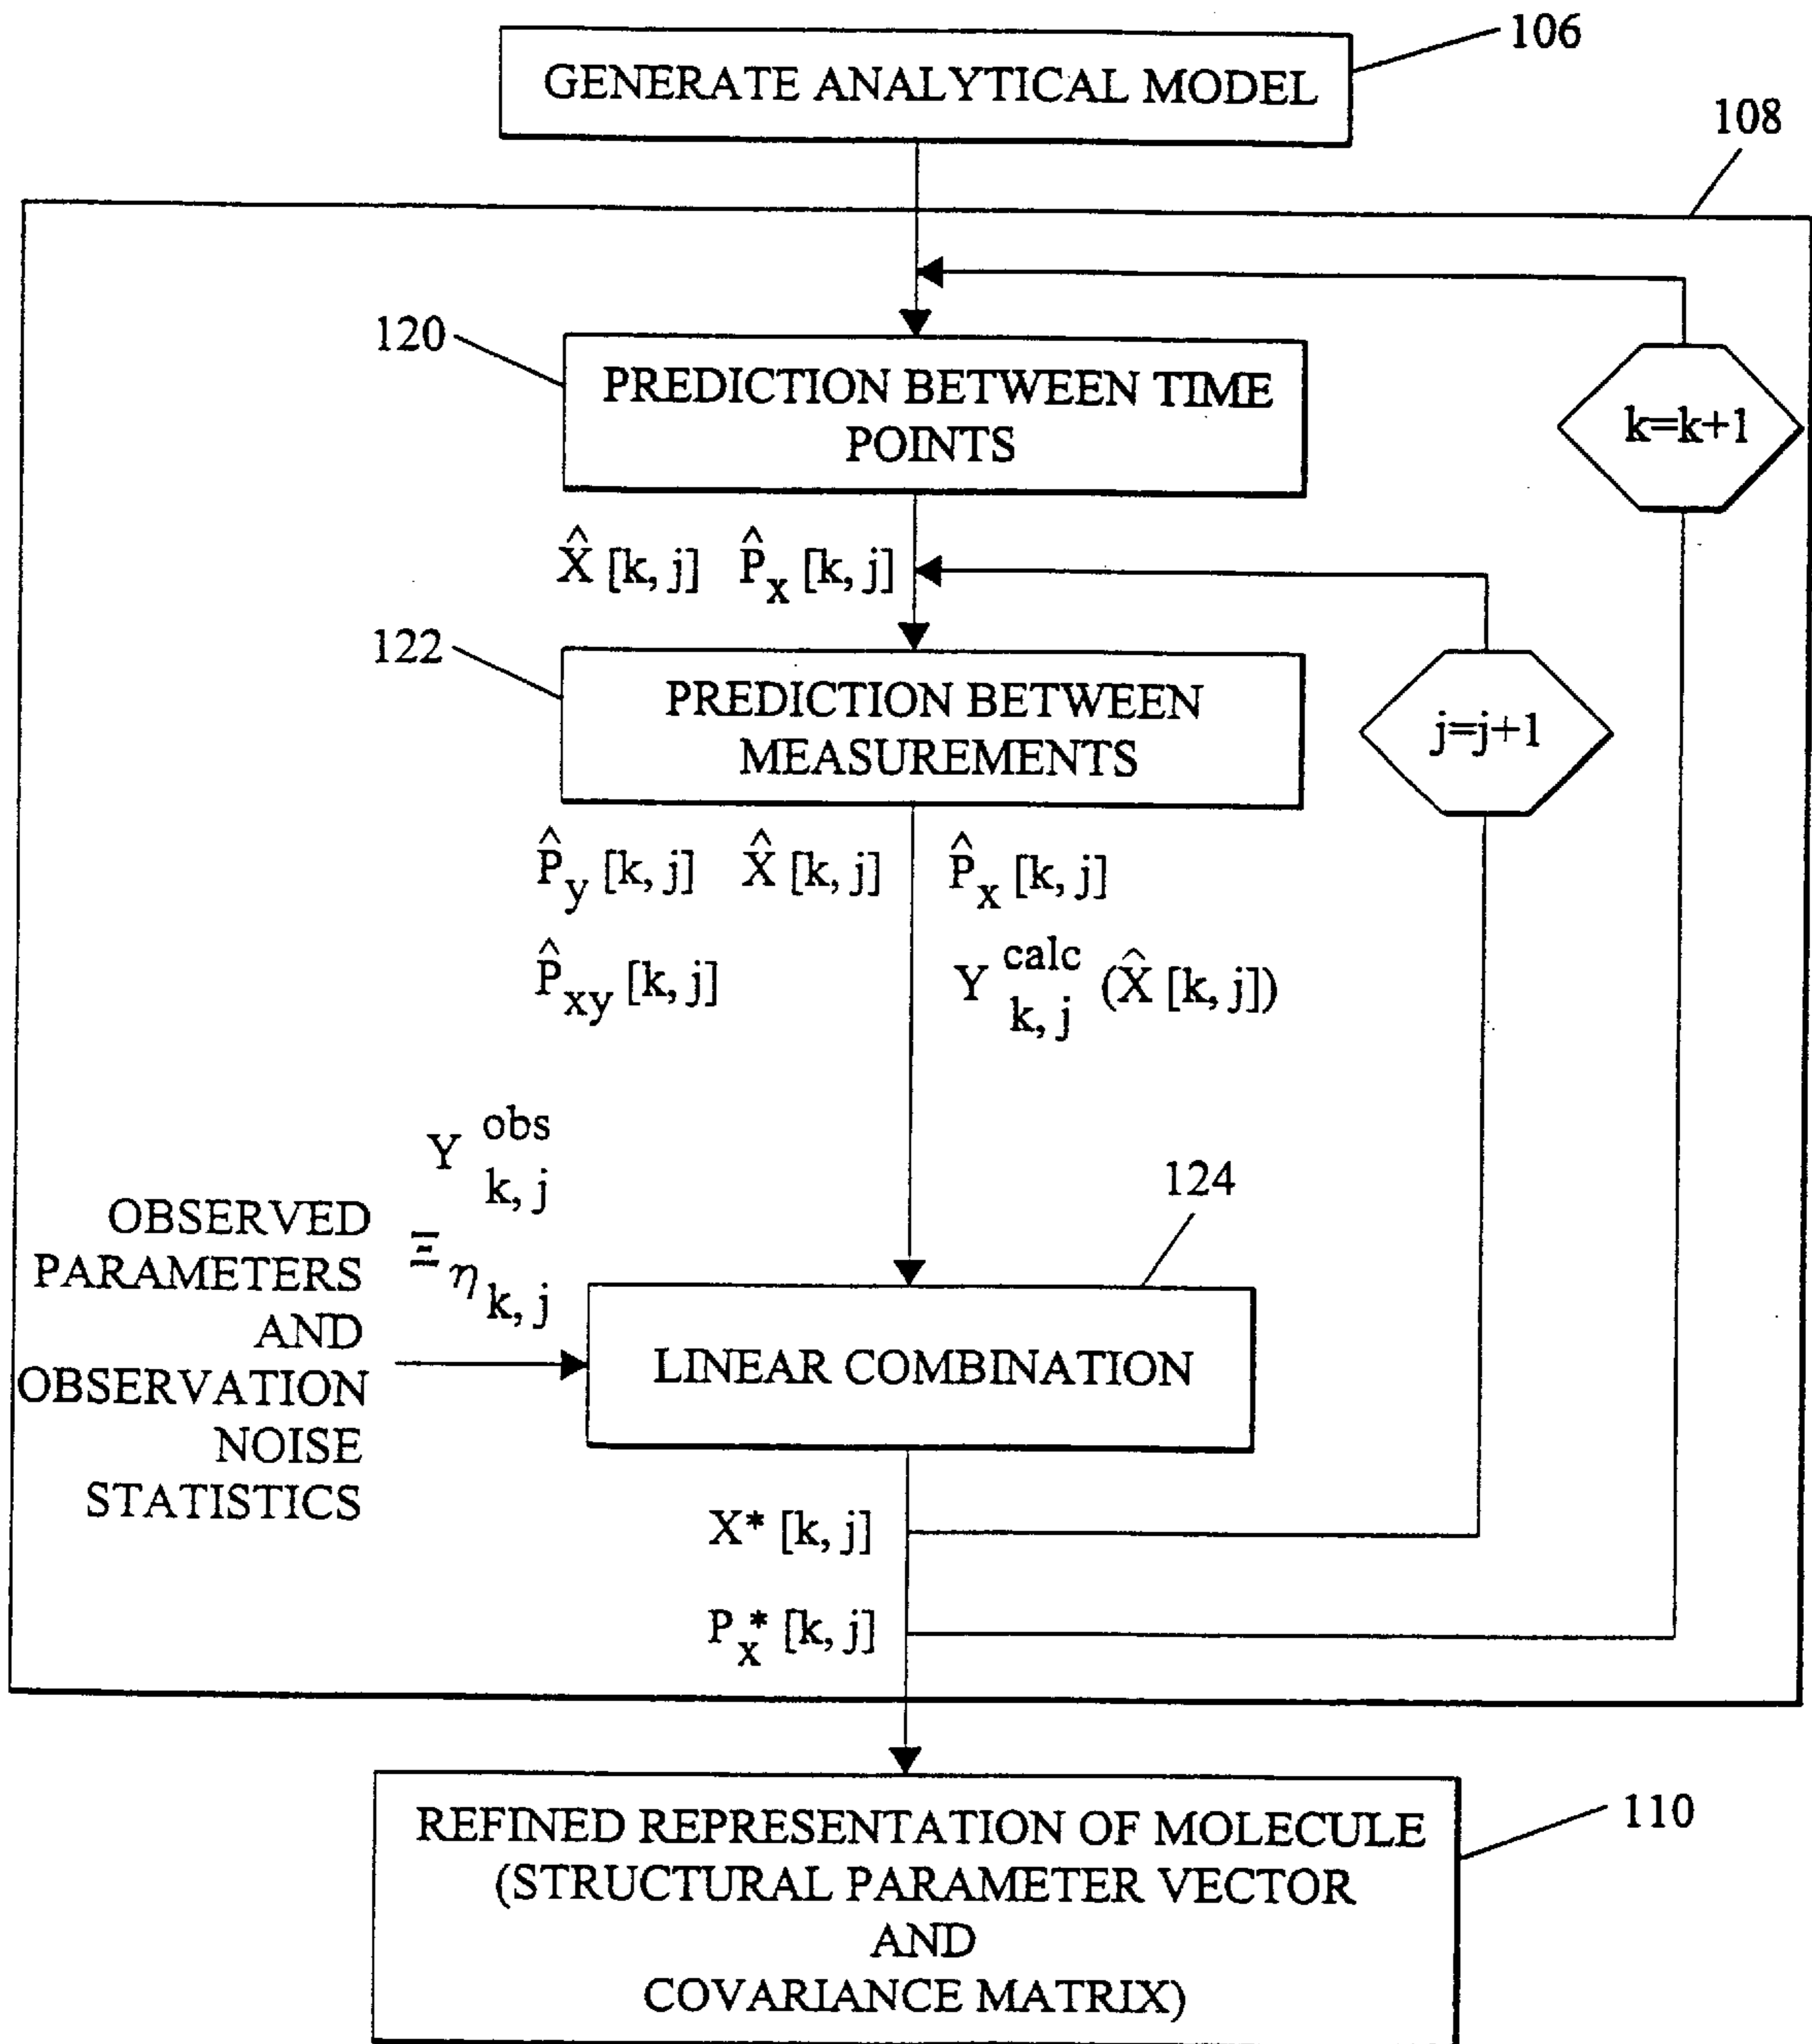 106
GENERATE ANALYTICAL MODEL
108
120
PREDICTION BETWEEN TIME
POINTS
k=k+1
X̂ [k, j] P̂x [k, j]
122
PREDICTION BETWEEN
MEASUREMENTS
j=j+1
P̂y [k, j] X̂ [k, j] P̂x [k, j]
P̂xy [k, j] Y calc k, j (X̂ [k, j])
Y obs k, j
124
OBSERVED
PARAMETERS
AND
OBSERVATION
NOISE
STATISTICS
Ξ η k, j
LINEAR COMBINATION
X* [k, j]
Px* [k, j]
REFINED REPRESENTATION OF MOLECULE
(STRUCTURAL PARAMETER VECTOR
AND
COVARIANCE MATRIX)
110